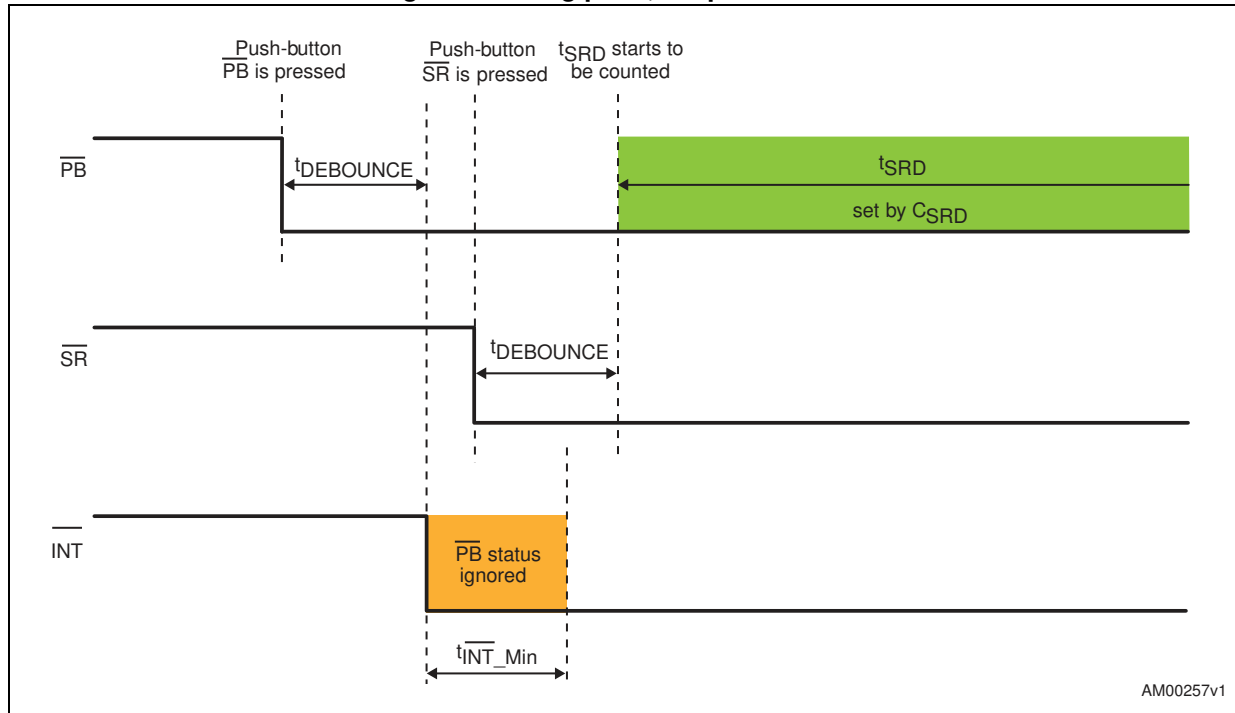 Push-button
PB is pressed
Push-button
SR is pressed
tSRD starts to
be counted
PB
tDEBOUNCE
tSRD
set by CSRD
SR
tDEBOUNCE
INT
PB status
ignored
tINT_Min
AM00257v1